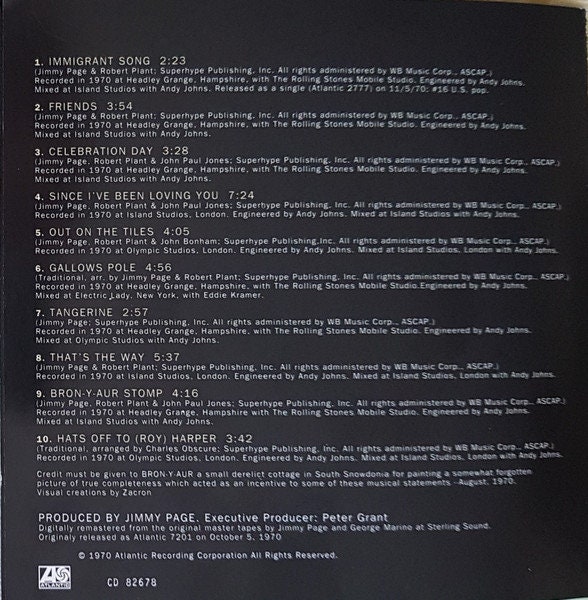 1. IMMIGRANT SONG 2:23
(Jimmy Page & Robert Plant; Superhype Publishing, Inc. All rights administered by WB Music Corp., ASCAP.)
Recorded in 1970 at Headley Grange, Hampshire, with The Rolling Stones Mobile Studio. Engineered by Andy Johns.
Mixed at Island Studios with Andy Johns. Released as a single (Atlantic 2777) on 11/5/70: #16 U.S. pop.
2. FRIENDS 3:54
(Jimmy Page & Robert Plant; Superhype Publishing, Inc. All rights administered by WB Music Corp., ASCAP.)
Recorded in 1970 at Headley Grange, Hampshire, with The Rolling Stones Mobile Studio. Engineered by Andy Johns.
Mixed at Island Studios with Andy Johns.
3. CELEBRATION DAY 3:28
(Jimmy Page, Robert Plant & John Paul Jones; Superhype Publishing, Inc. All rights administered by WB Music Corp., ASCAP.)
Recorded in 1970 at Headley Grange, Hampshire, with The Rolling Stones Mobile Studio. Engineered by Andy Johns.
Mixed at Island Studios with Andy Johns.
4. SINCE I'VE BEEN LOVING YOU 7:24
(Jimmy Page, Robert Plant & John Paul Jones; Superhype Publishing, Inc. All rights administered by WB Music Corp., ASCAP.)
Recorded in 1970 at Island Studios, London. Engineered by Andy Johns. Mixed at Island Studios with Andy Johns.
5. OUT ON THE TILES 4:05
(Jimmy Page, Robert Plant & John Bonham; Superhype Publishing,Inc. All rights administered by WB Music Corp., ASCAP.)
Recorded in 1970 at Olympic Studios, London. Engineered by Andy Johns. Mixed at Island Studios, London with Andy Johns.
6. GALLOWS POLE 4:56
(Traditional, arr. by Jimmy Page & Robert Plant; Superhype Publishing, Inc. All rights administered by WB Music Corp., ASCAP.)
Recorded in 1970 at Headley Grange, Hampshire, with The Rolling Stones Mobile Studio. Engineered by Andy Johns.
Mixed at Electric Lady, New York, with Eddie Kramer.
7. TANGERINE 2:57
(Jimmy Page; Superhype Publishing, Inc. All rights administered by WB Music Corp., ASCAP.)
Recorded in 1970 at Headley Grange, Hampshire, with The Rolling Stones Mobile Studio. Engineered by Andy Johns.
Mixed at Olympic Studios with Andy Johns.
8. THAT'S THE WAY 5:37
(Jimmy Page & Robert Plant; Superhype Publishing, Inc. All rights administered by WB Music Corp., ASCAP.)
Recorded in 1970 at Island Studios, London. Engineered by Andy Johns. Mixed at Island Studios, London with Andy Johns.
9. BRON-Y-AUR STOMP 4:16
(Jimmy Page, Robert Plant & John Paul Jones; Superhype Publishing, Inc. All rights administered by WB Music Corp., ASCAP.)
Recorded in 1970 at Headley Grange, Hampshire with The Rolling Stones Mobile Studio. Engineered by Andy Johns.
Mixed at Island Studios with Andy Johns.
10. HATS OFF TO (ROY) HARPER 3:42
(Traditional, arranged by Charles Obscure; Superhype Publishing, Inc. All rights administered by WB Music Corp., ASCAP.)
Recorded in 1970 at Olympic Studios, London. Engineered by Andy Johns. Mixed at Island Studios, London with Andy Johns.
Credit must be given to BRON-Y-AUR a small derelict cottage in South Snowdonia for painting a somewhat forgotten
picture of true completeness which acted as an incentive to some of these musical statements -August, 1970.
Visual creations by Zacron
PRODUCED BY JIMMY PAGE. Executive Producer: Peter Grant
Digitally remastered from the original master tapes by Jimmy Page and George Marino at Sterling Sound.
Originaly released as Atlantic 7201 on October 5, 1970
© 1970 Atlantic Recording Corporation All Rights Reserved.
ATLANTIC CD 82678